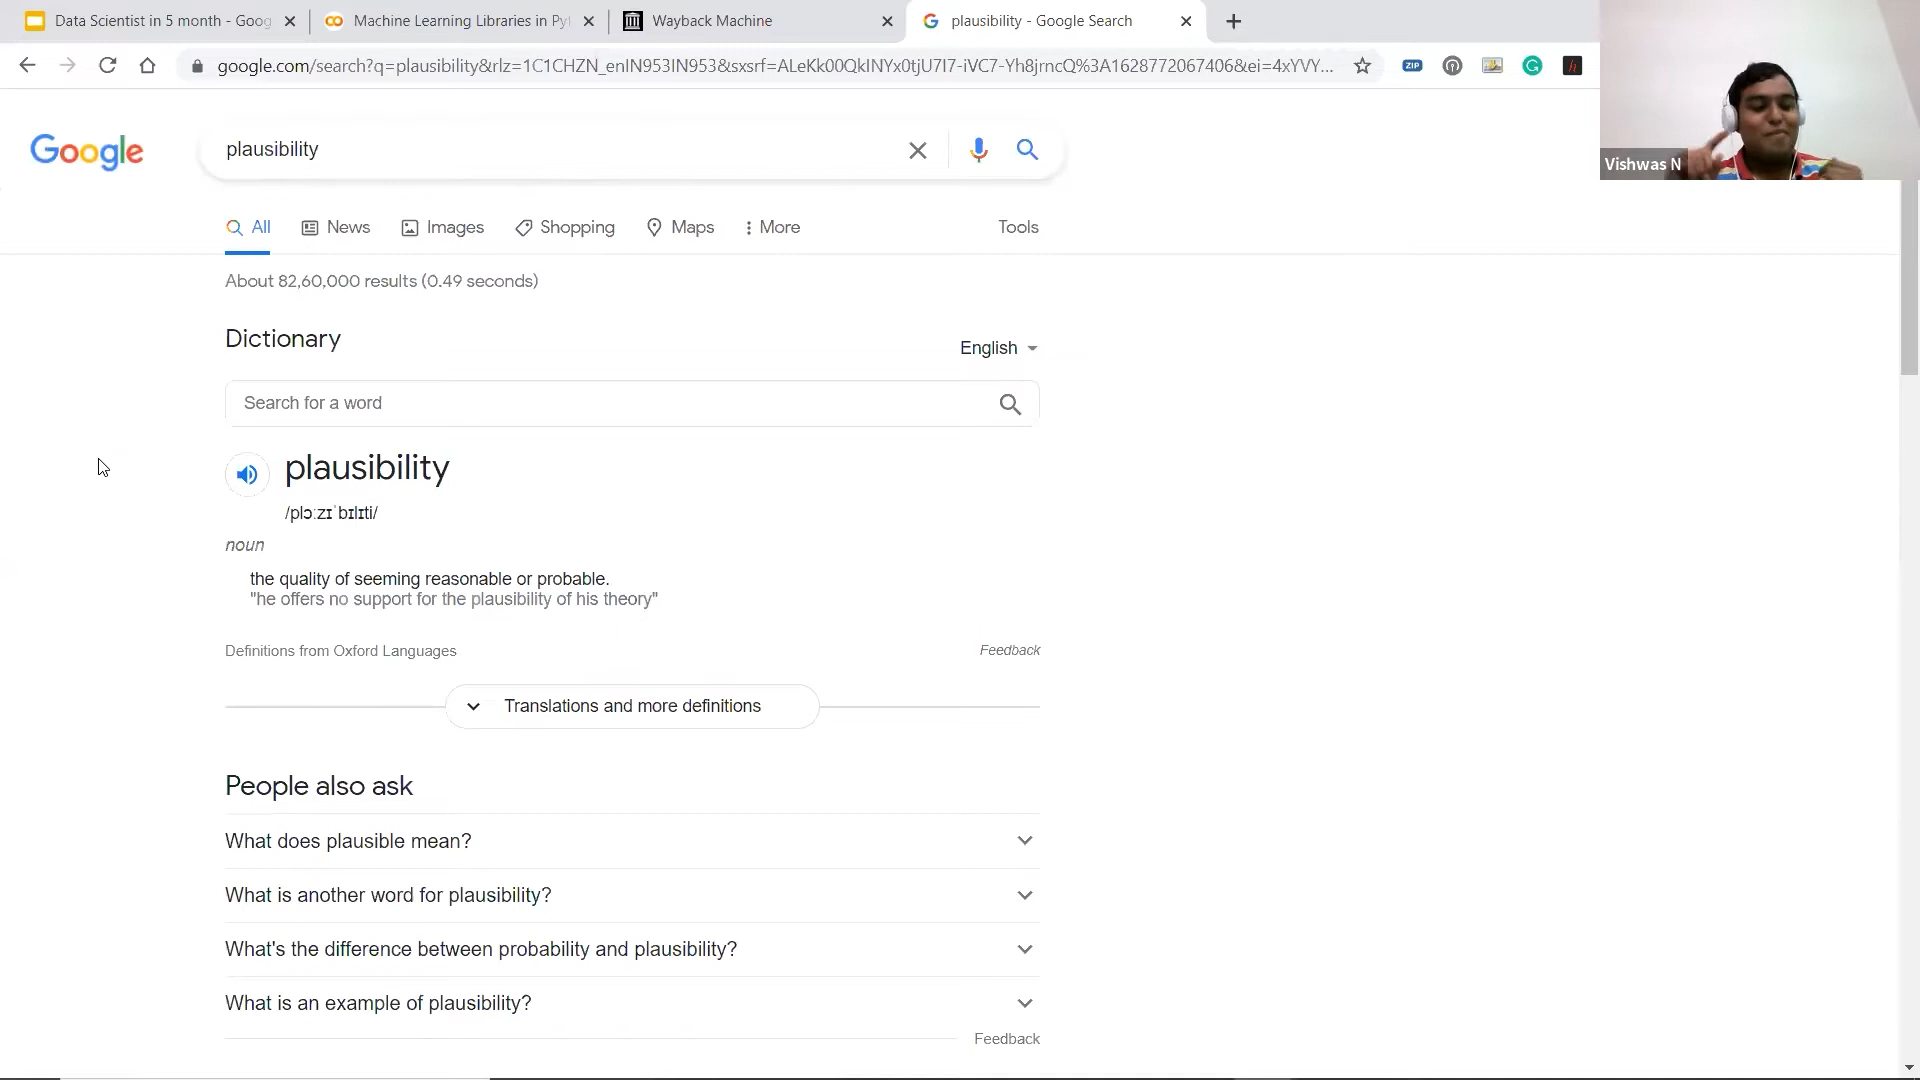 Data Scientist in 5 month - Goog
Machine Learning Libraries in Pyt
Wayback Machine
plausibility - Google Search
google.com/search?q=plausibility&rlz=1C1CHZN_enIN953IN953&sxsrf=ALeKk00QkINYx0tjU7I7-iVC7-Yh8jrncQ%3A1628772067406&ei=4xYVY...
ZIP
Vishwas N
Google
plausibility
All
News
Images
Shopping
Maps
More
Tools
About 82,60,000 results (0.49 seconds)
Dictionary
English
Search for a word
plausibility
/plɔːzɪˈbɪlɪti/
noun
the quality of seeming reasonable or probable.
"he offers no support for the plausibility of his theory"
Definitions from Oxford Languages
Feedback
Translations and more definitions
People also ask
What does plausible mean?
What is another word for plausibility?
What's the difference between probability and plausibility?
What is an example of plausibility?
Feedback